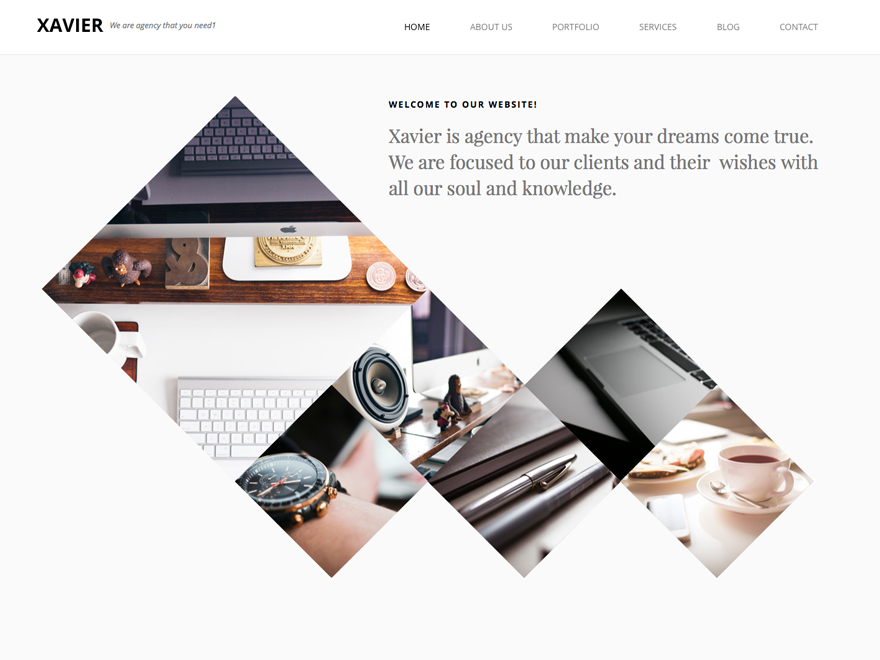 XAVIER We are agency that you need1
HOME ABOUT US PORTFOLIO SERVICES BLOG CONTACT
WELCOME TO OUR WEBSITE!
Xavier is agency that make your dreams come true.
We are focused to our clients and their wishes with
all our soul and knowledge.